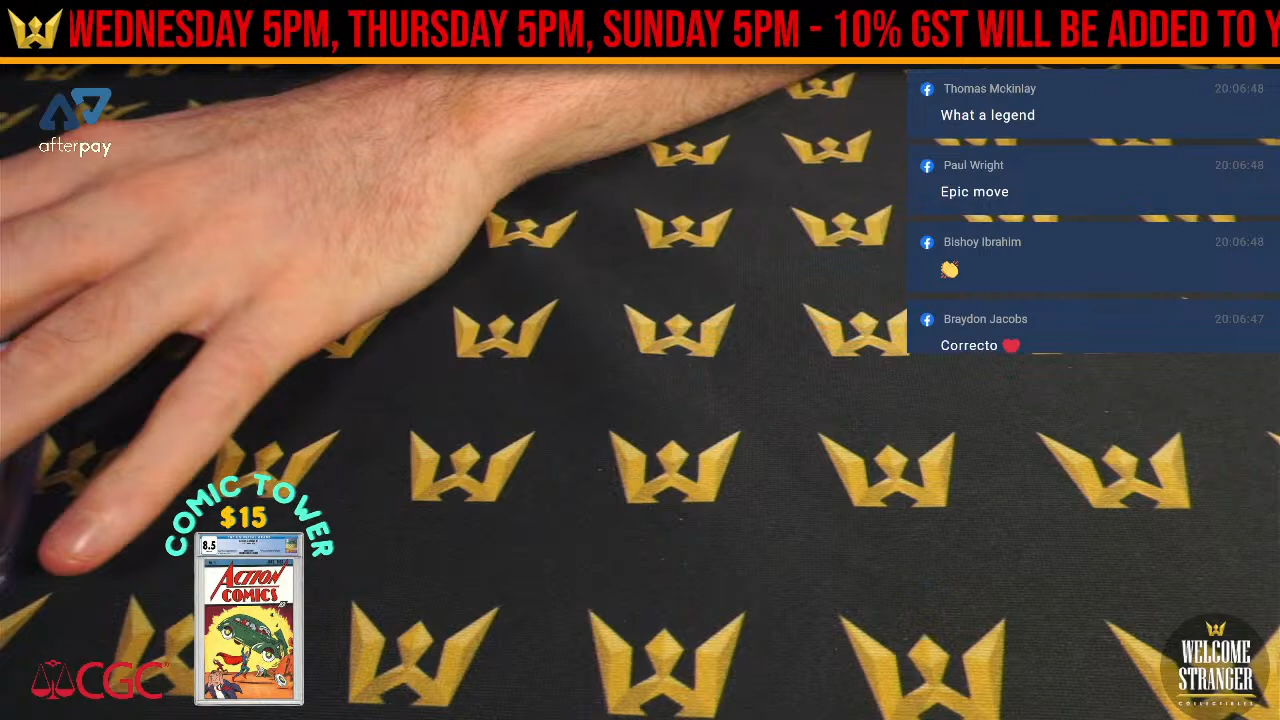 WEDNESDAY 5PM, THURSDAY 5PM, SUNDAY 5PM - 10% GST WILL BE ADDED TO Y
afterpay
Thomas Mckinlay 20:06:48
What a legend
Paul Wright 20:06:48
Epic move
Bishoy Ibrahim 20:06:48
👏
Braydon Jacobs 20:06:47
Correcto ❤️
COMIC TOWER
$15
8.5
ACTION
COMICS
CGC
WELCOME
STRANGER
COLLECTIBLES